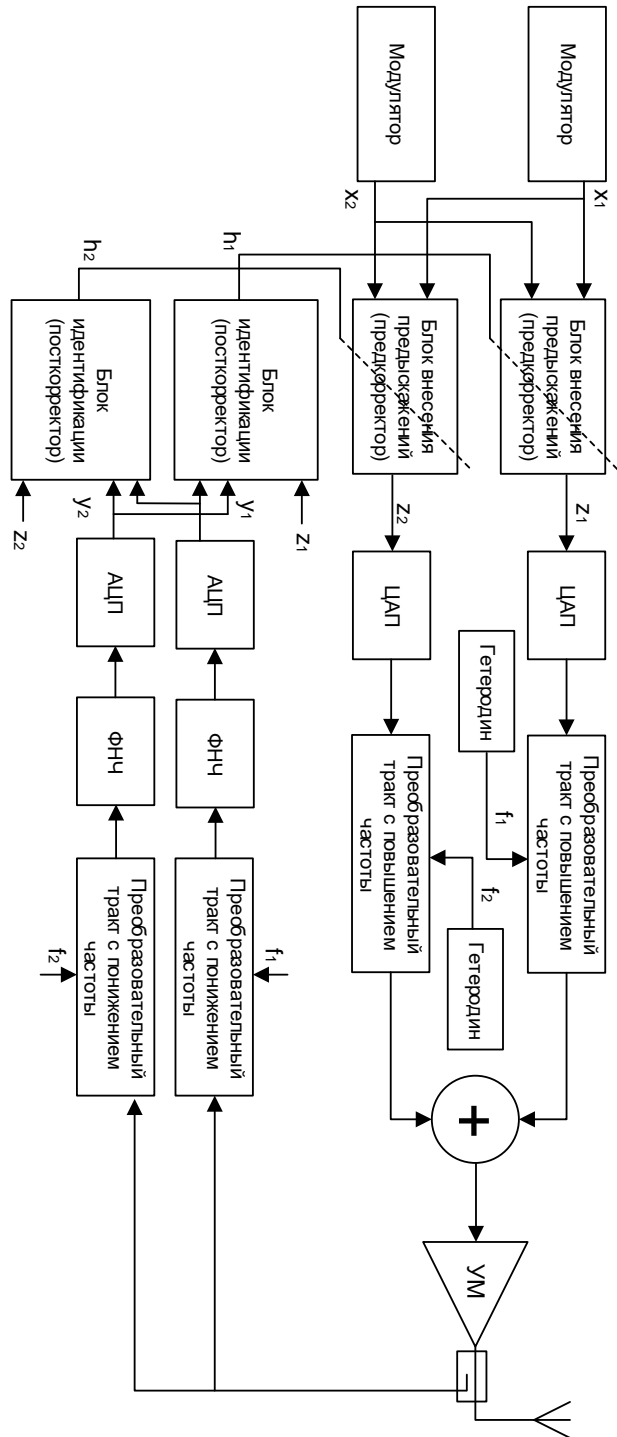 Модулятор
x₁
Блок внесения
предыскажений
(предкорректор)
z₁
ЦАП
Гетеродин
f₁
Преобразовательный
тракт с повышением
частоты
Модулятор
x₂
Блок внесения
предыскажений
(предкорректор)
z₂
ЦАП
Преобразовательный
тракт с повышением
частоты
f₂
Гетеродин
+
УМ
h₁
Блок
идентификации
(посткорректор)
z₁
y₁
АЦП
ФНЧ
Преобразовательный
тракт с понижением
частоты
f₁
h₂
Блок
идентификации
(посткорректор)
y₂
z₂
АЦП
ФНЧ
Преобразовательный
тракт с понижением
частоты
f₂